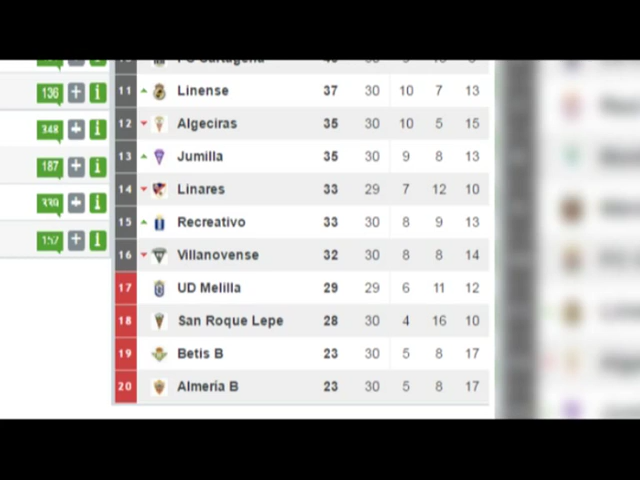 136 + i
348 + i
187 + i
339 + i
157 + i
11 Linense 37 30 10 7 13
12 Algeciras 35 30 10 5 15
13 Jumilla 35 30 9 8 13
14 Linares 33 29 7 12 10
15 Recreativo 33 30 8 9 13
16 Villanovense 32 30 8 8 14
17 UD Melilla 29 29 6 11 12
18 San Roque Lepe 28 30 4 16 10
19 Betis B 23 30 5 8 17
20 Almería B 23 30 5 8 17